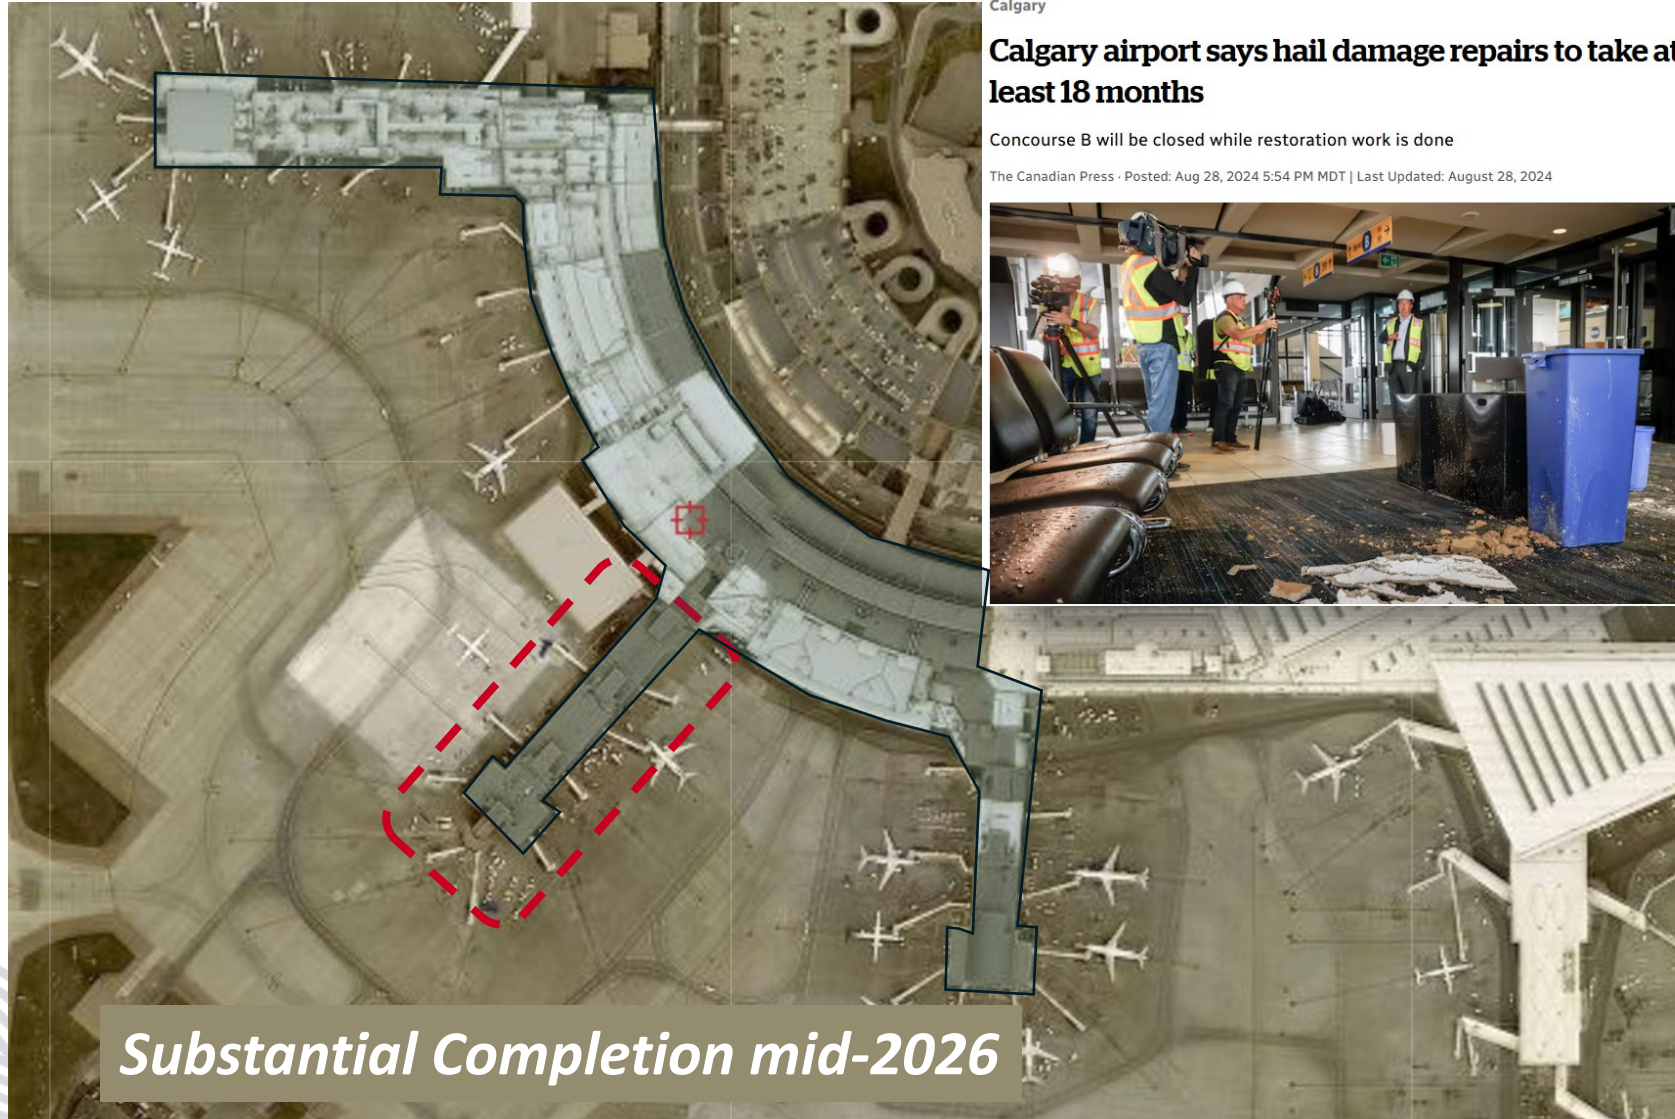 Calgary
Calgary airport says hail damage repairs to take at
least 18 months
Concourse B will be closed while restoration work is done
The Canadian Press · Posted: Aug 28, 2024 5:54 PM MDT | Last Updated: August 28, 2024
B
B
Substantial Completion mid-2026